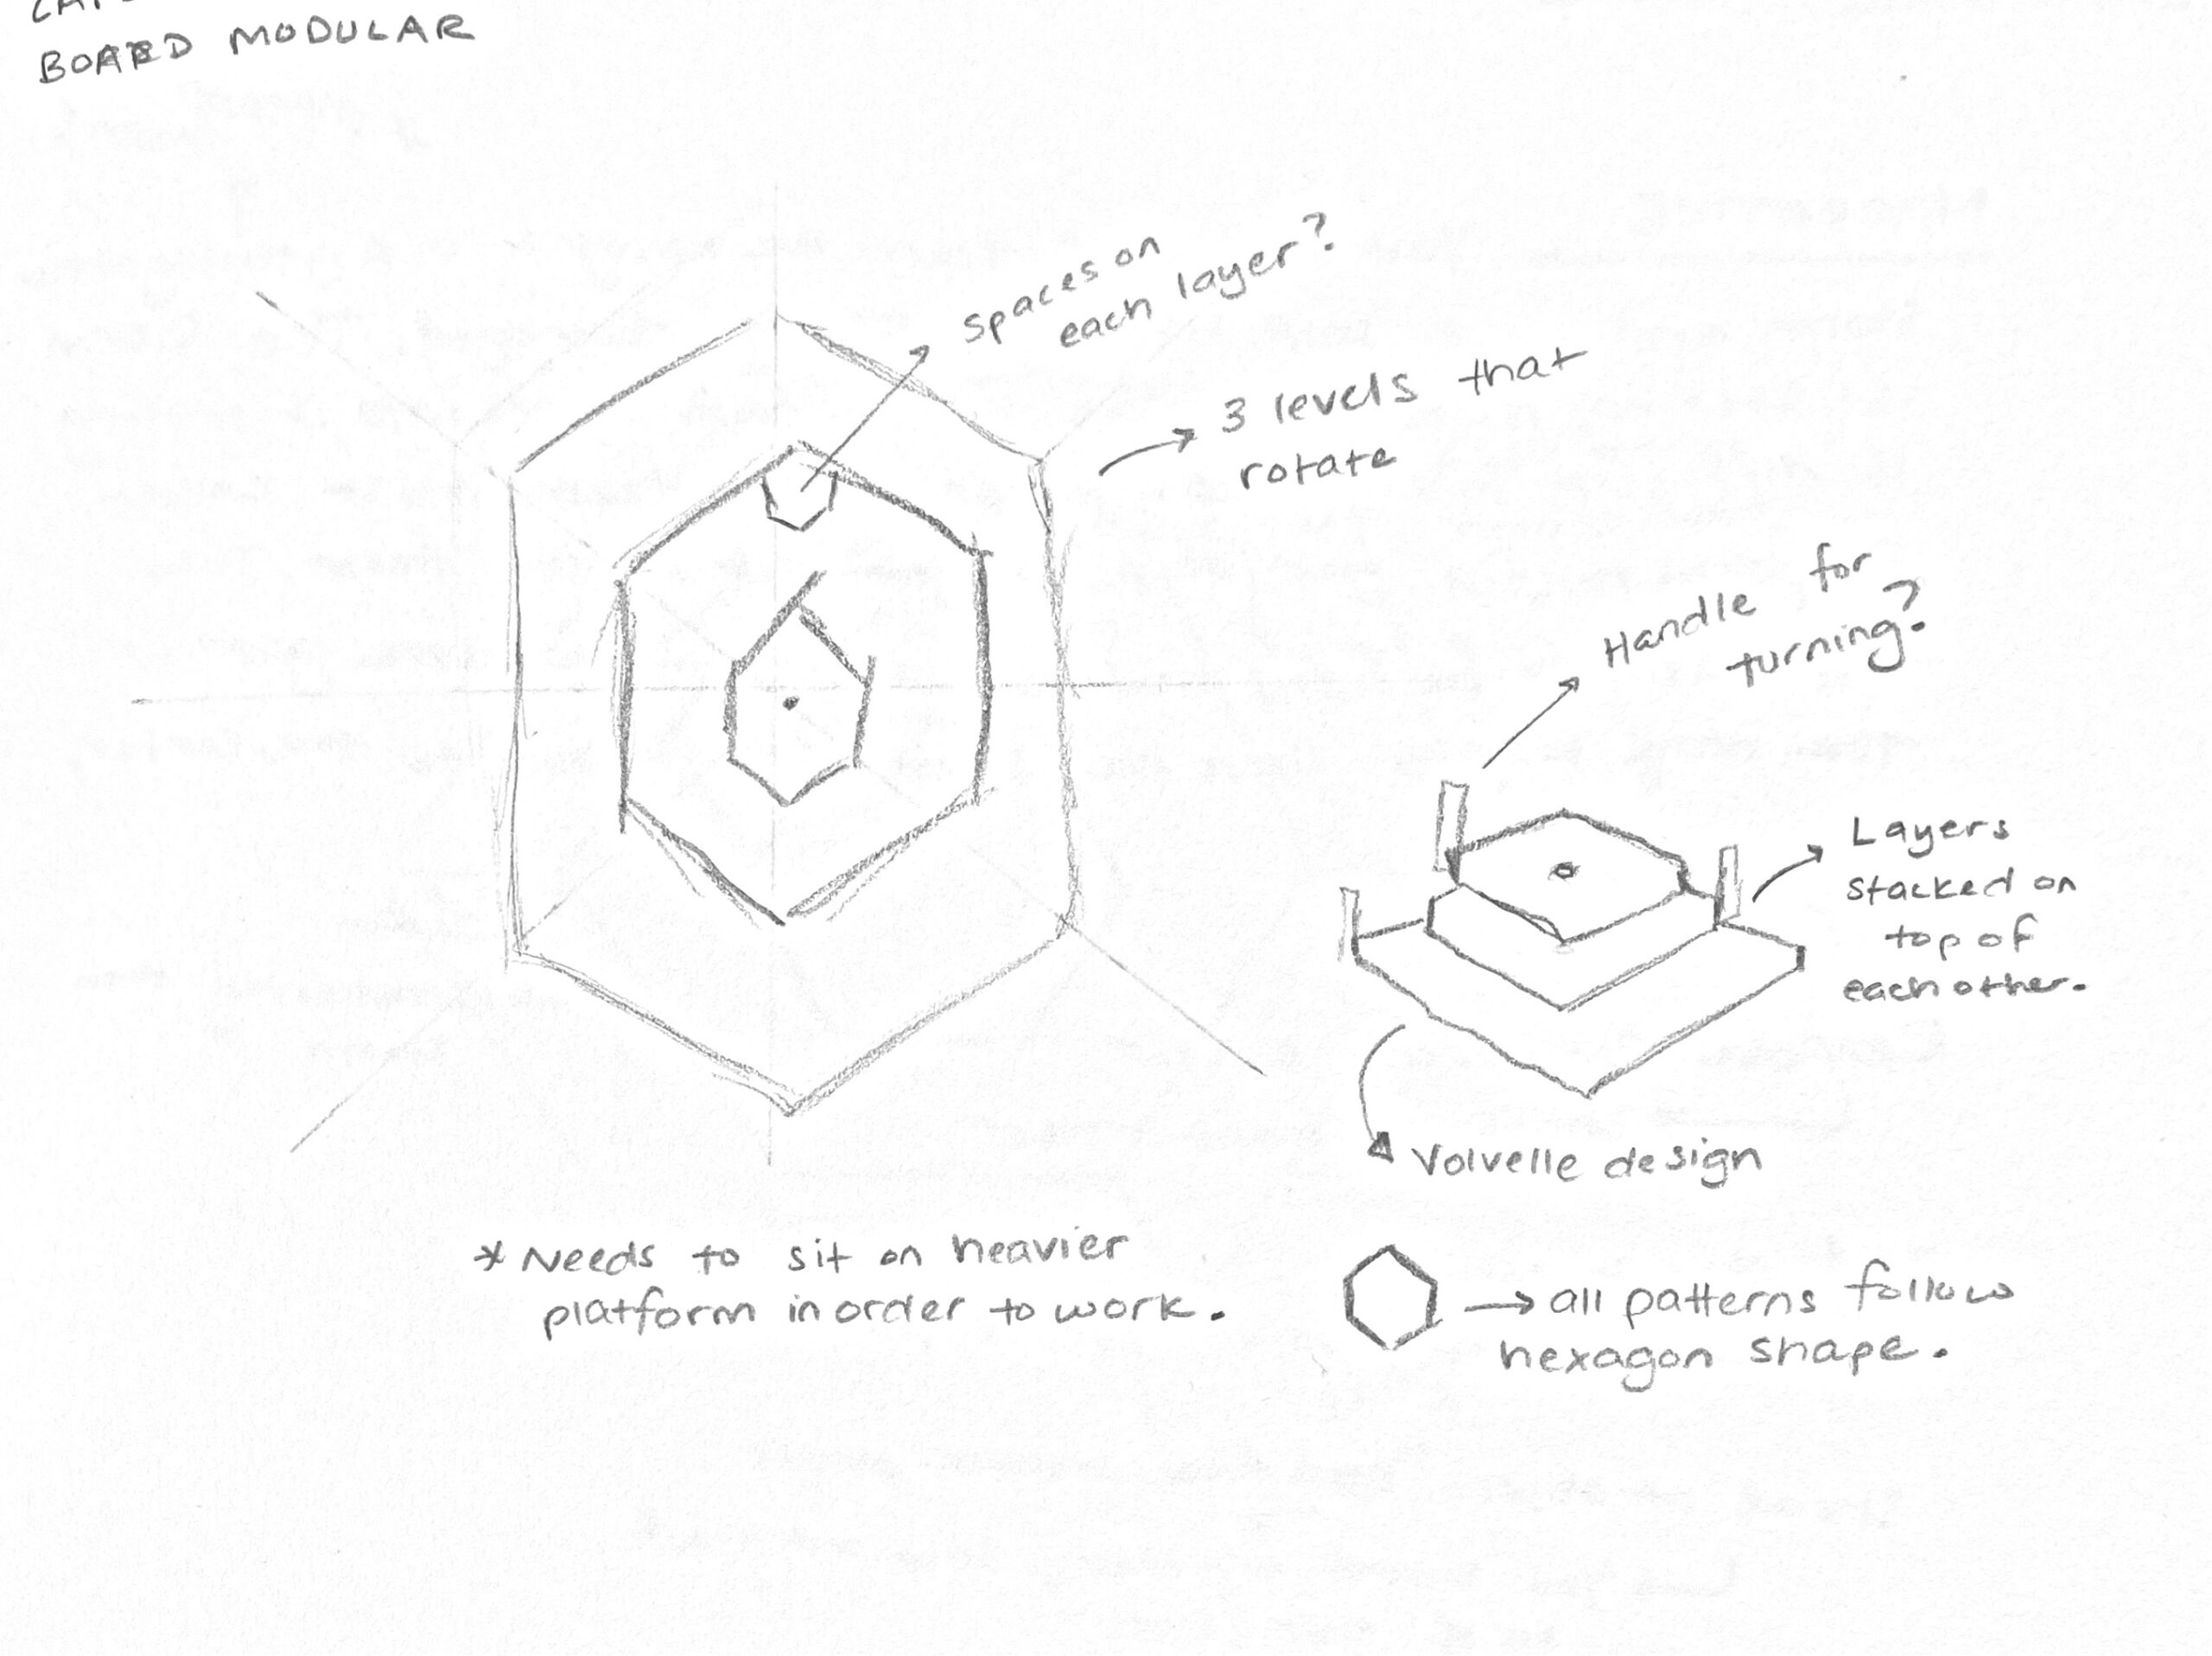 BOARD MODULAR
Spaces on
each layer?
3 levels that
rotate
Handle for
turning?
Layers
stacked on
top of
each other.
Volvelle design
* Needs to sit on heavier
platform in order to work.
→ all patterns follow
hexagon shape.